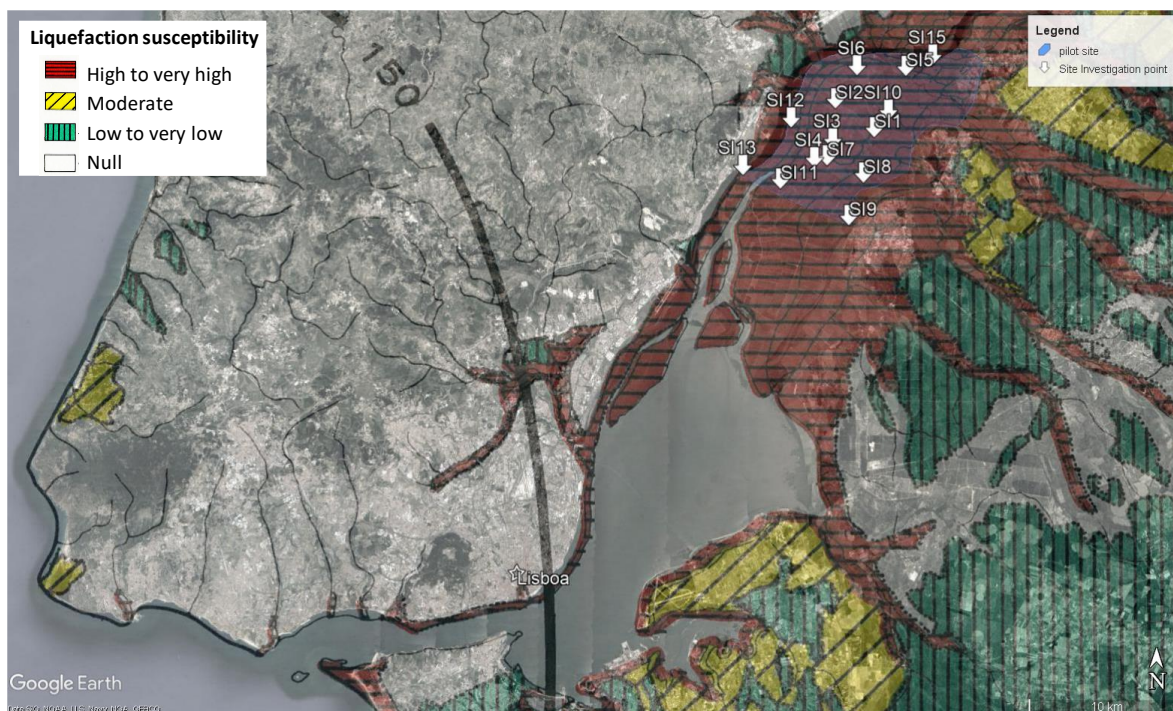 Liquefaction susceptibility
High to very high
Moderate
Low to very low
Null
150
Legend
pilot site
Site Investigation point
SI6
SI15
SI5
SI2
SI10
SI12
SI3
SI1
SI4
SI7
SI13
SI11
SI8
SI9
Lisboa
Google Earth
10 km
N